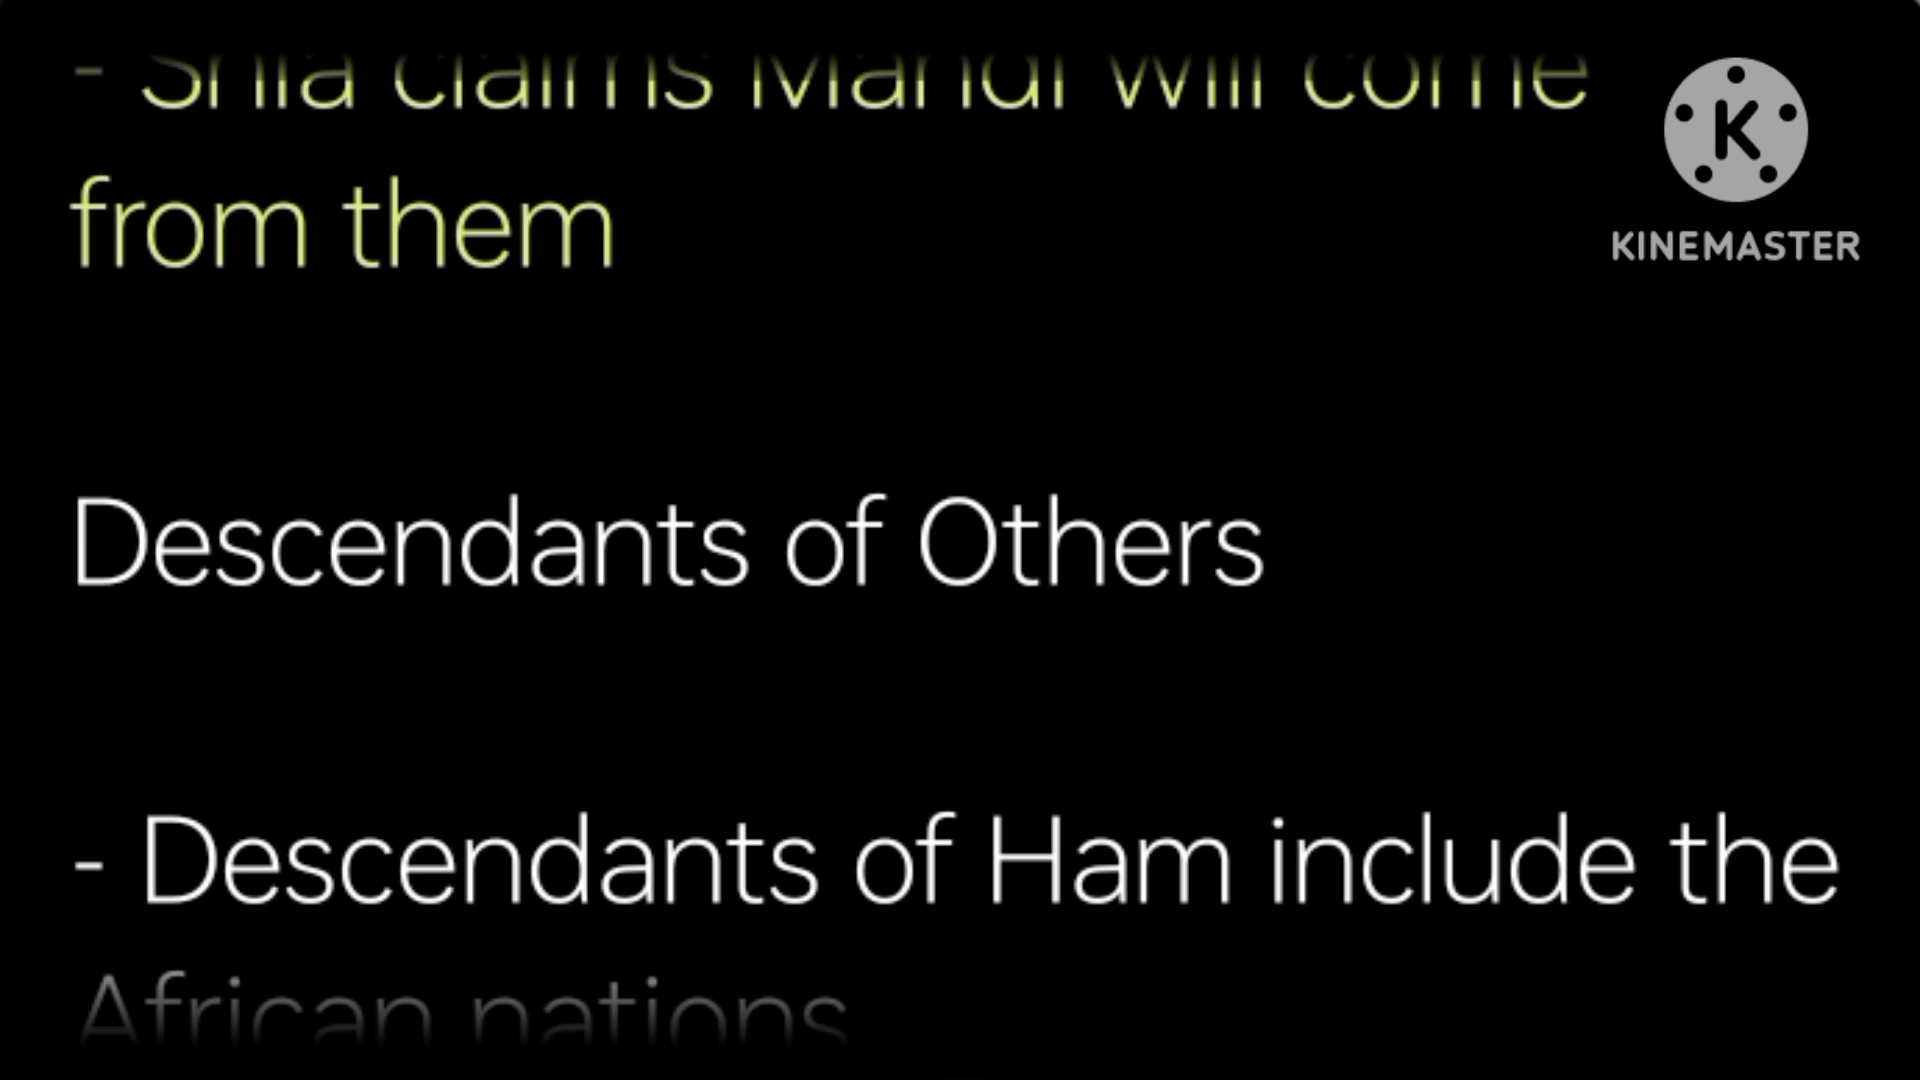 - Shia claims Mahdi will come
from them
KINEMASTER
Descendants of Others
- Descendants of Ham include the
African nations